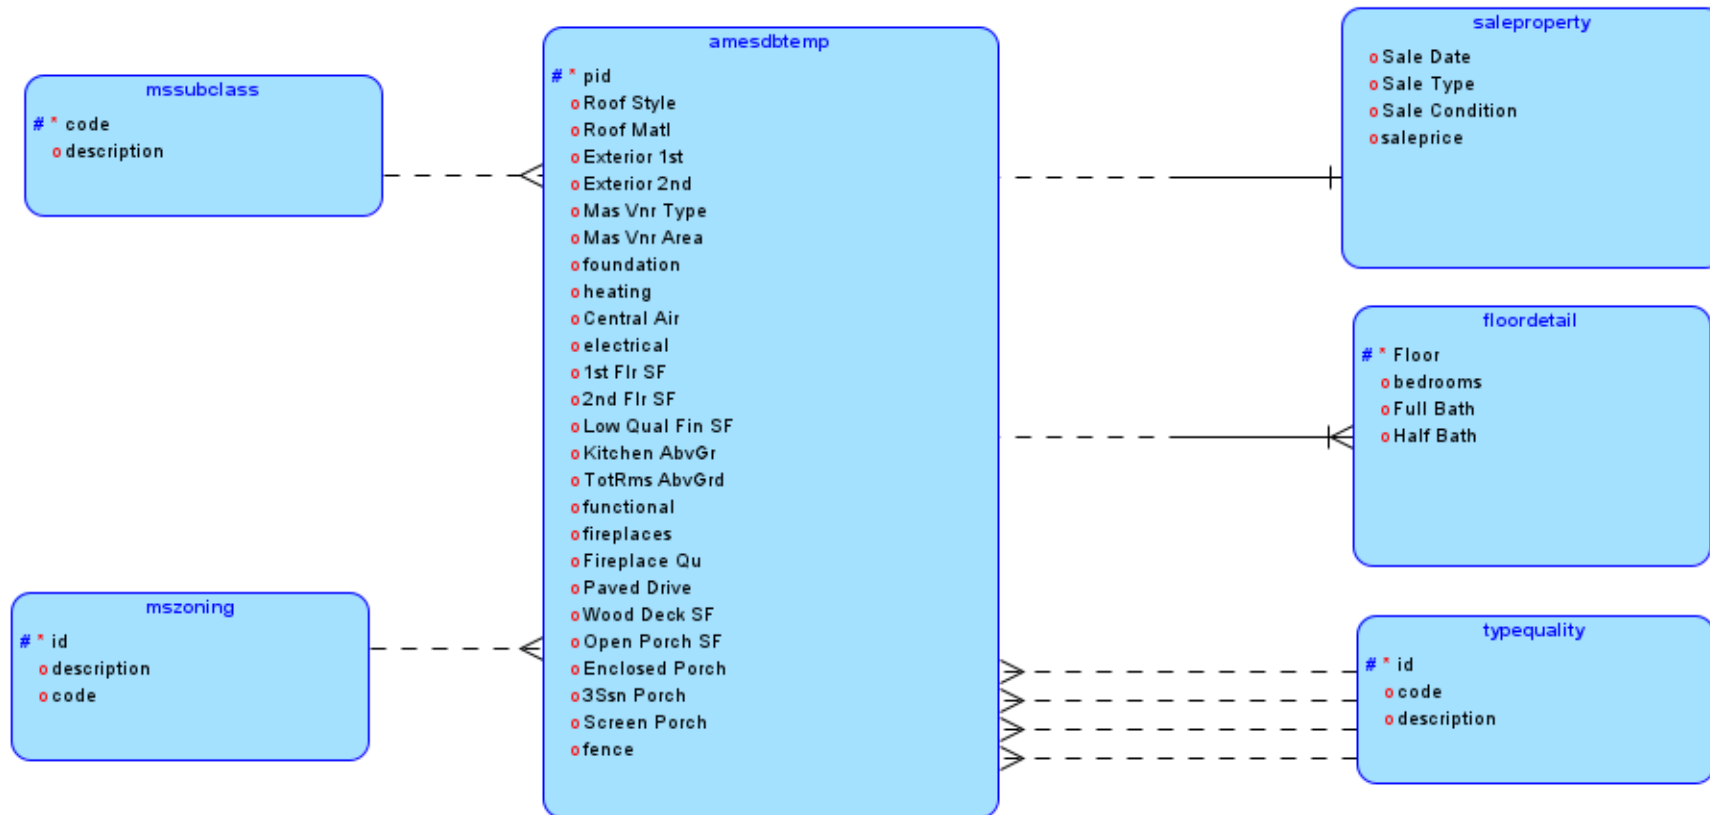 mssubclass
# * code
o description
mszoning
# * id
o description
o code
amesdbtemp
# * pid
o Roof Style
o Roof Matl
o Exterior 1st
o Exterior 2nd
o Mas Vnr Type
o Mas Vnr Area
o foundation
o heating
o Central Air
o electrical
o 1st Flr SF
o 2nd Flr SF
o Low Qual Fin SF
o Kitchen AbvGr
o TotRms AbvGrd
o functional
o fireplaces
o Fireplace Qu
o Paved Drive
o Wood Deck SF
o Open Porch SF
o Enclosed Porch
o 3Ssn Porch
o Screen Porch
o fence
saleproperty
o Sale Date
o Sale Type
o Sale Condition
o saleprice
floordetail
# * Floor
o bedrooms
o Full Bath
o Half Bath
typequality
# * id
o code
o description